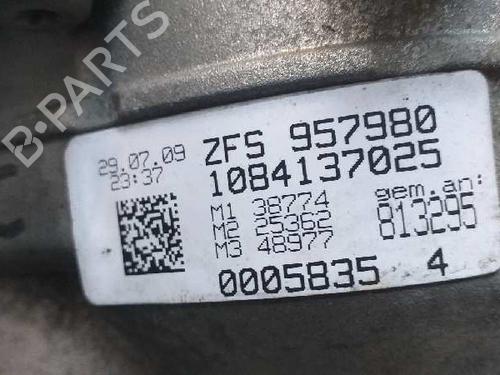 B-PARTS
29.07.09
23:37
ZFS 957980
1084137025
M1 38774
M2 25362
M3 48977
gem.an:
813295
0005835 4